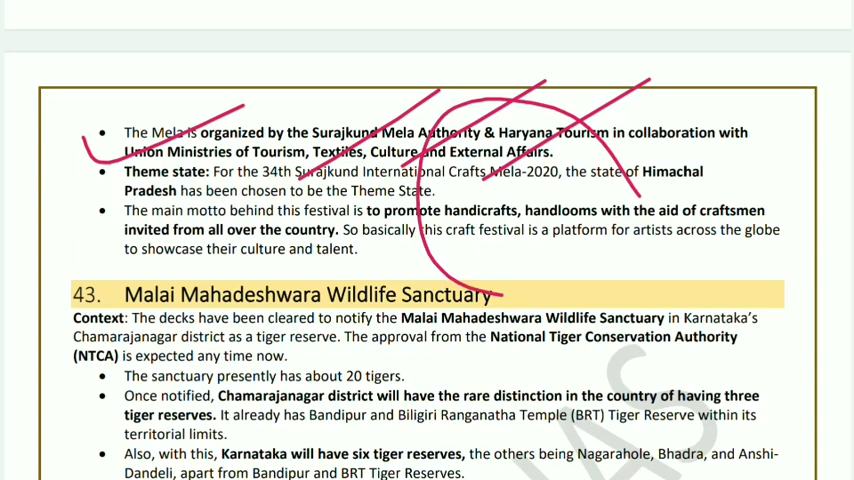 • The Mela is organized by the Surajkund Mela Authority & Haryana Tourism in collaboration with
Union Ministries of Tourism, Textiles, Culture and External Affairs.
• Theme state: For the 34th Surajkund International Crafts Mela-2020, the state of Himachal
Pradesh has been chosen to be the Theme State.
• The main motto behind this festival is to promote handicrafts, handlooms with the aid of craftsmen
invited from all over the country. So basically this craft festival is a platform for artists across the globe
to showcase their culture and talent.
43. Malai Mahadeshwara Wildlife Sanctuary
Context: The decks have been cleared to notify the Malai Mahadeshwara Wildlife Sanctuary in Karnataka's
Chamarajanagar district as a tiger reserve. The approval from the National Tiger Conservation Authority
(NTCA) is expected any time now.
• The sanctuary presently has about 20 tigers.
• Once notified, Chamarajanagar district will have the rare distinction in the country of having three
tiger reserves. It already has Bandipur and Biligiri Ranganatha Temple (BRT) Tiger Reserve within its
territorial limits.
• Also, with this, Karnataka will have six tiger reserves, the others being Nagarahole, Bhadra, and Anshi-
Dandeli, apart from Bandipur and BRT Tiger Reserves.